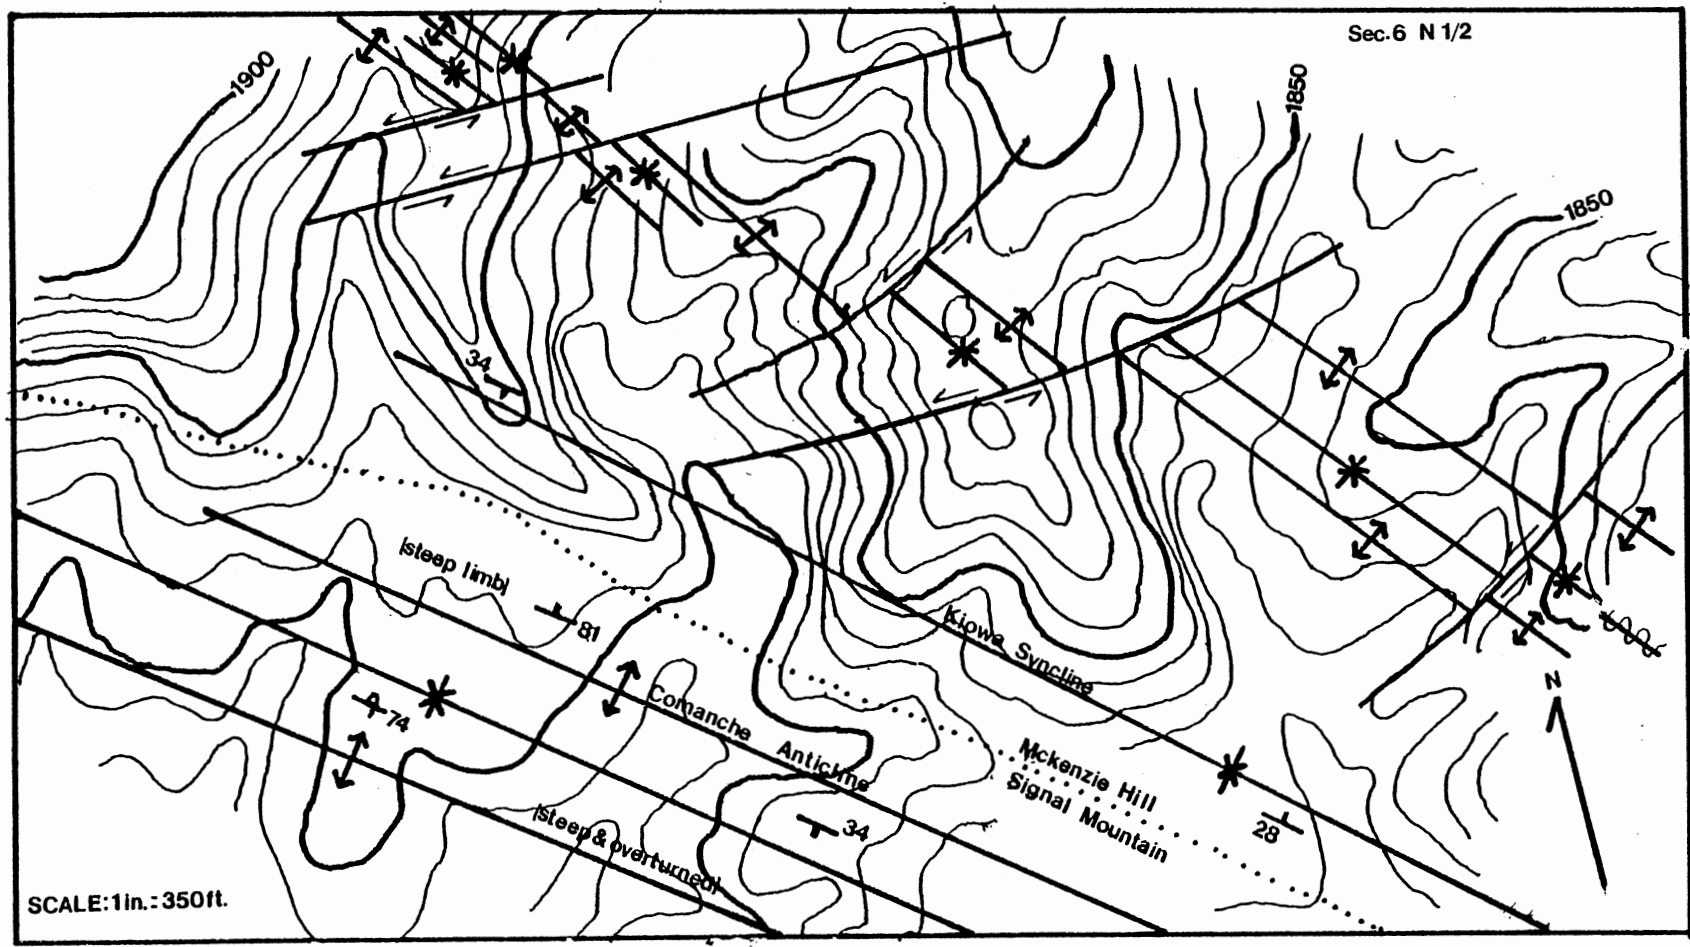 Sec.6 N 1/2
1900
1850
1850
34
|steep limb|
81
Kiowa Syncline
N
74
Comanche Anticline
Mckenzie Hill
Signal Mountain
34
28
|steep & overturned|
SCALE:1in.:350ft.